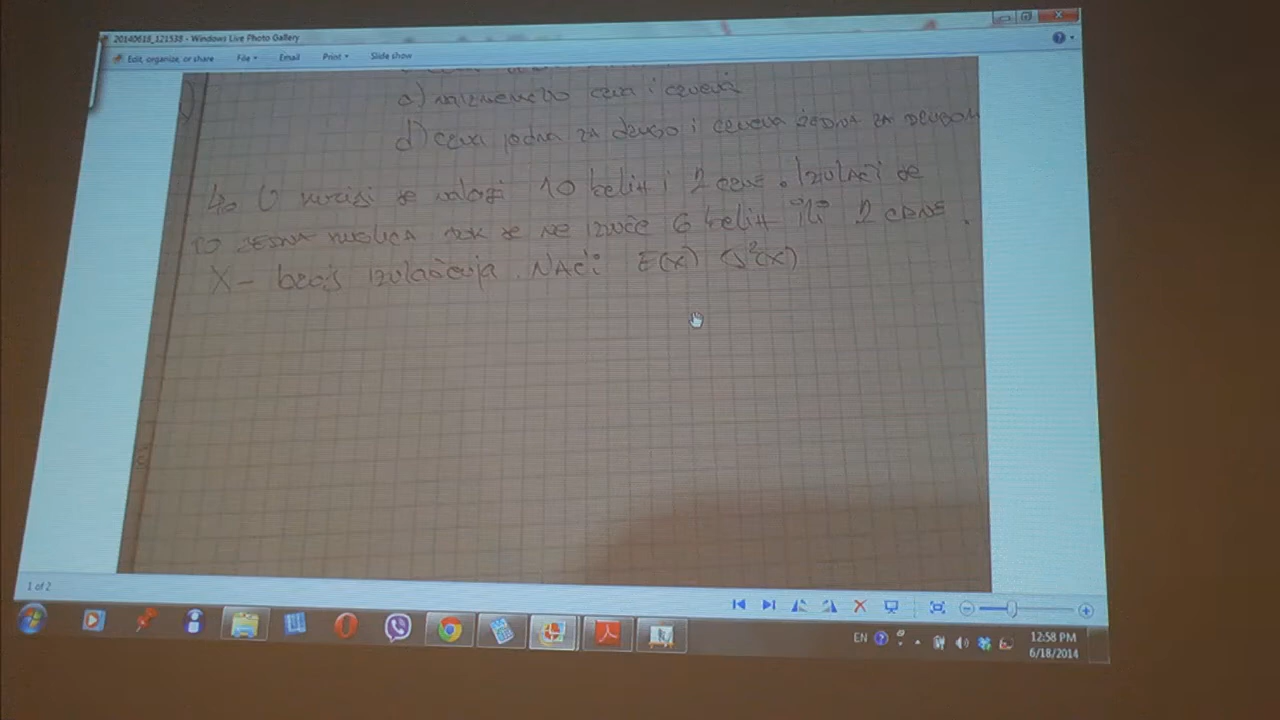 20140618_121538 - Windows Live Photo Gallery
Edit, organize, or share File Email Print Slide show
a) naizmenično crna i crvena
d) crna jedna za drugo i crvena jedna za drugom
4. U kutiji se nalazi 10 belih i 2 crne. Izvlači se
10 jedna kuglica dok se ne izvuče 6 belih ili 2 crne.
X - broj izvlačenja. Naći E(X) σ²(X)
1 of 2
EN 12:58 PM
6/18/2014